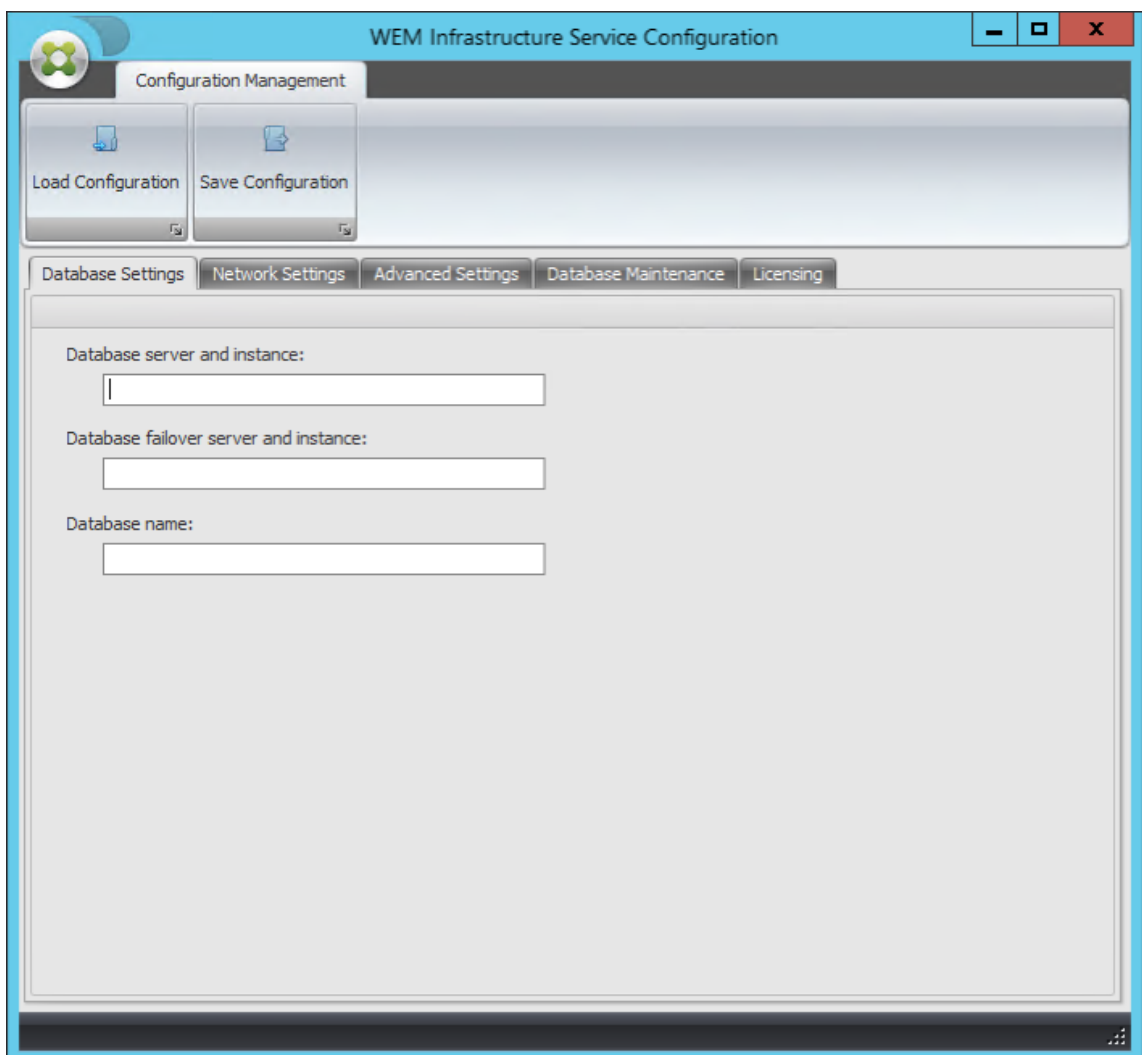 WEM Infrastructure Service Configuration
Configuration Management
Load Configuration
Save Configuration
Database Settings
Network Settings
Advanced Settings
Database Maintenance
Licensing
Database server and instance:
Database failover server and instance:
Database name: